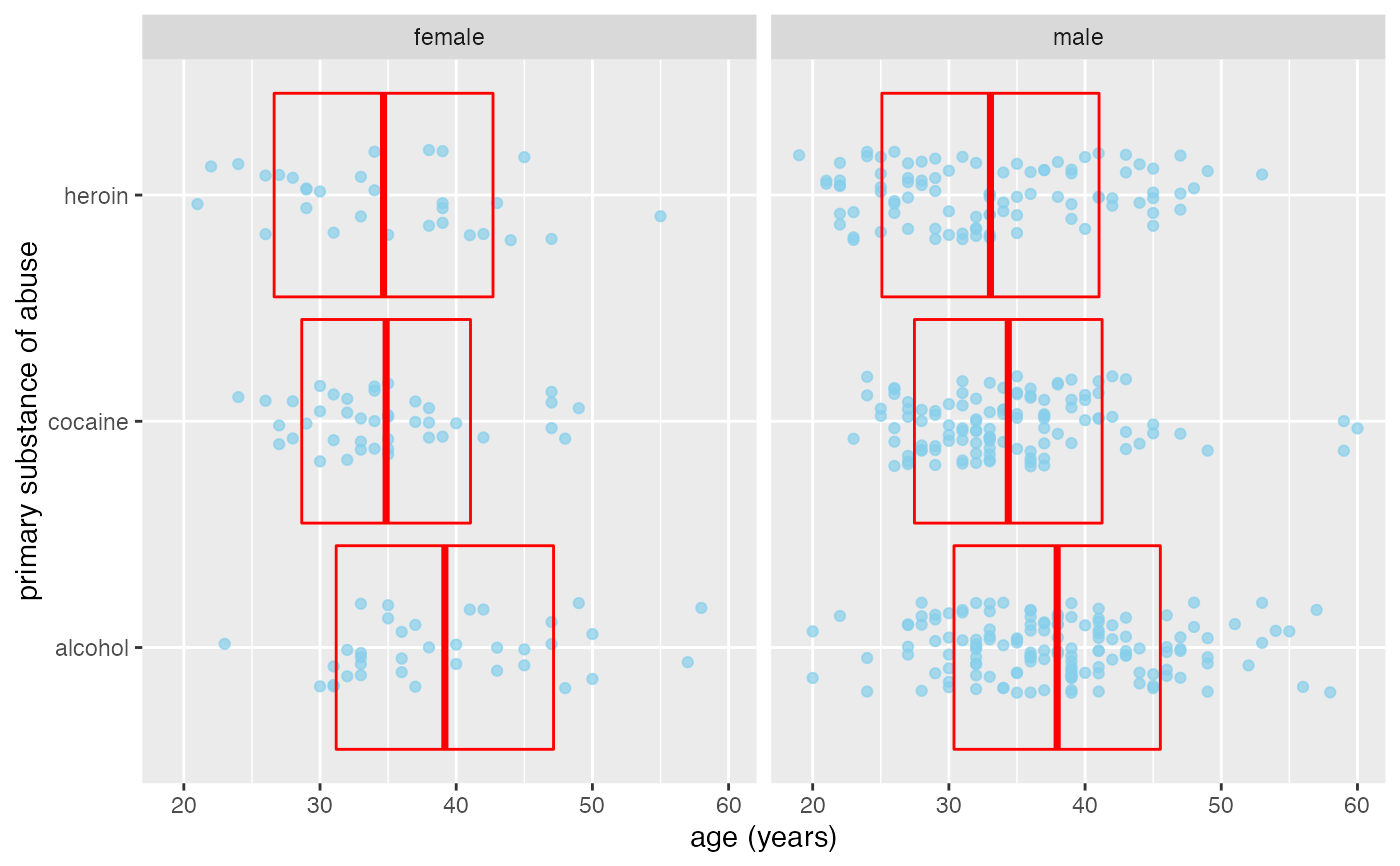 female
male
primary substance of abuse
heroin
cocaine
alcohol
20 30 40 50 60
20 30 40 50 60
age (years)